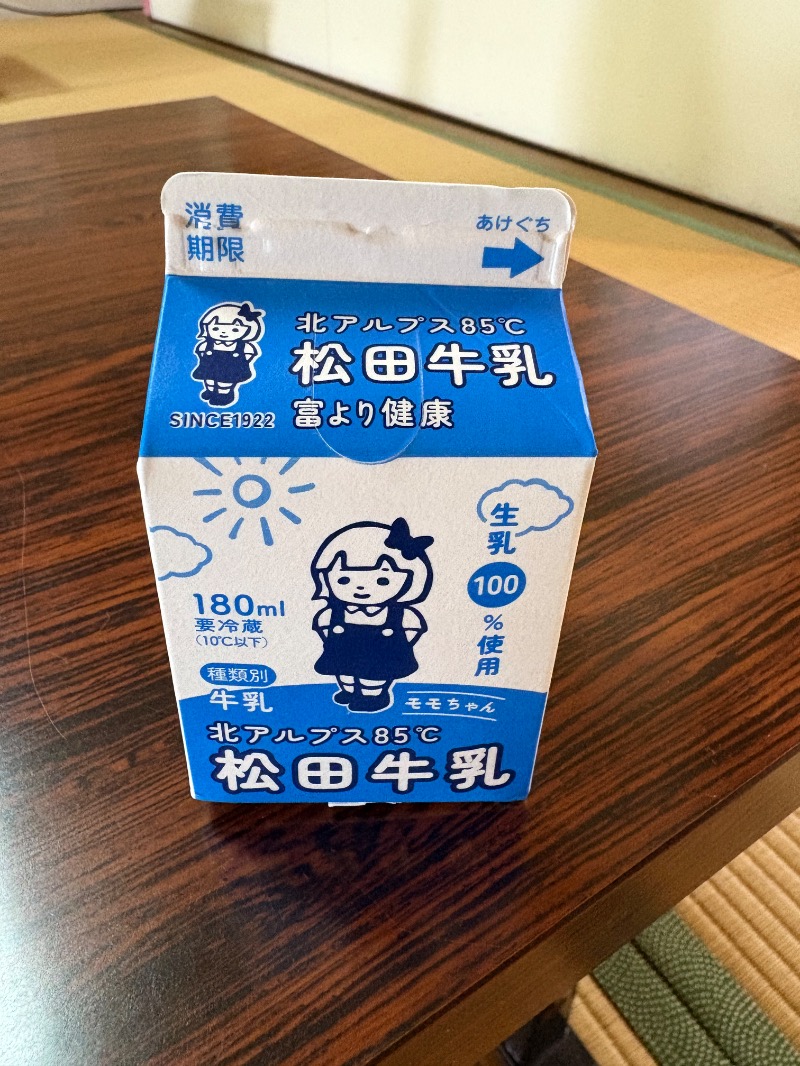 消費
期限
あけぐち
北アルプス85℃
松田牛乳
富より健康
SINCE1922
生乳
100
%使用
180ml
要冷蔵
(10℃以下)
種類別
牛乳
モモちゃん
北アルプス85℃
松田牛乳